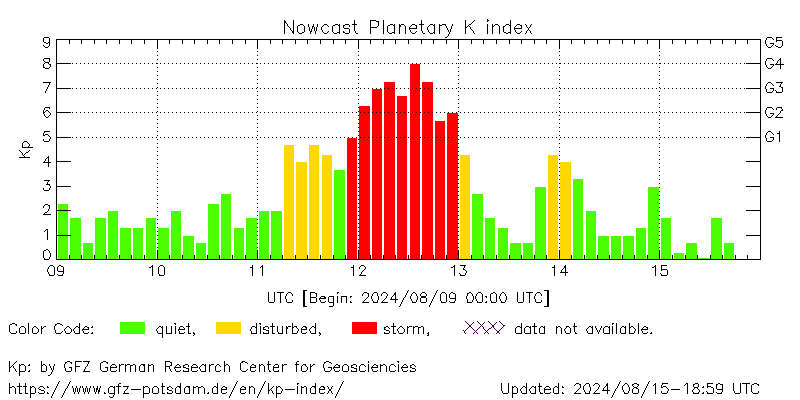 Nowcast Planetary K index
9 G5
8 G4
7 G3
6 G2
5 G1
4
3
2
1
0
Kp
09 10 11 12 13 14 15
UTC [Begin: 2024/08/09 00:00 UTC]
Color Code: quiet, disturbed, storm, data not available.
Kp: by GFZ German Research Center for Geosciencies
https://www.gfz-potsdam.de/en/kp-index/ Updated: 2024/08/15-18:59 UTC